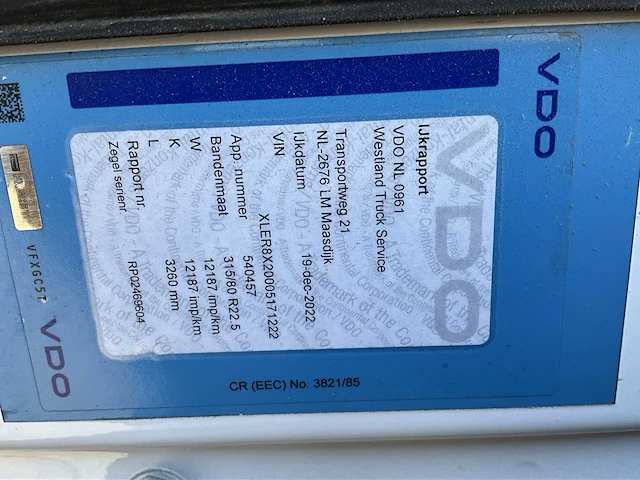 VDO
VDO
IJkrapport
VDO NL 0961
Westland Truck Service
Transportweg 21
NL-2676 LM Maasdijk
IJkdatum 19-dec-2022
VIN XLER8X20005171222
App. nummer 540457
Bandenmaat 315/80 R22.5
W 12187 imp/km
K 12187 imp/km
L 3260 mm
Rapport nr. RP02469604
Zegel serienr.
CR (EEC) No. 3821/85
VFXGC5T
VDO